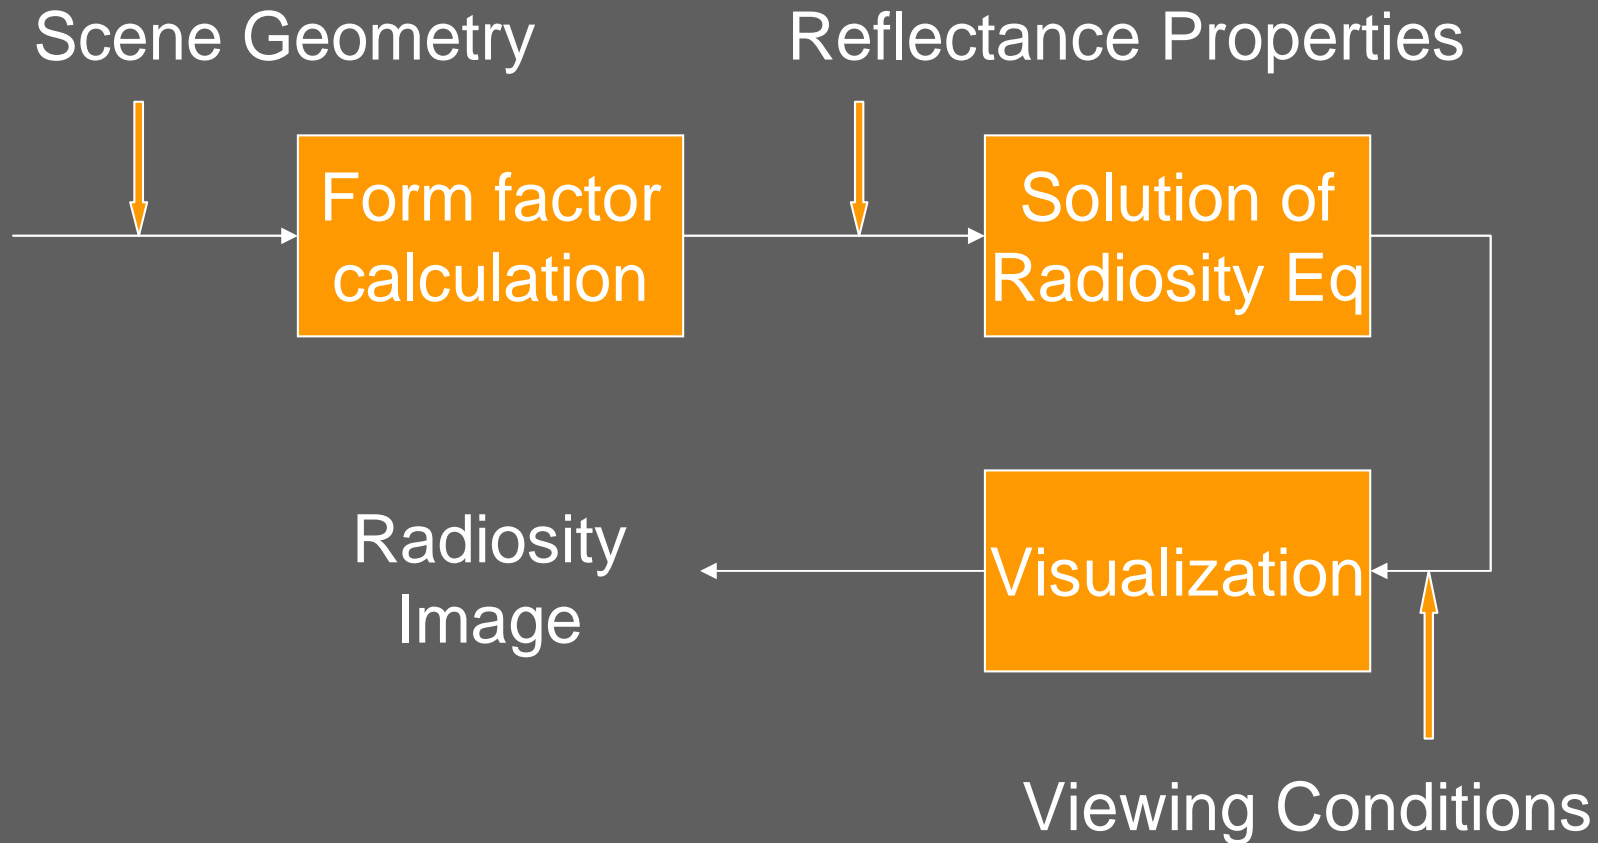 Scene Geometry
Reflectance Properties
Form factor
calculation
Solution of
Radiosity Eq
Radiosity
Image
Visualization
Viewing Conditions